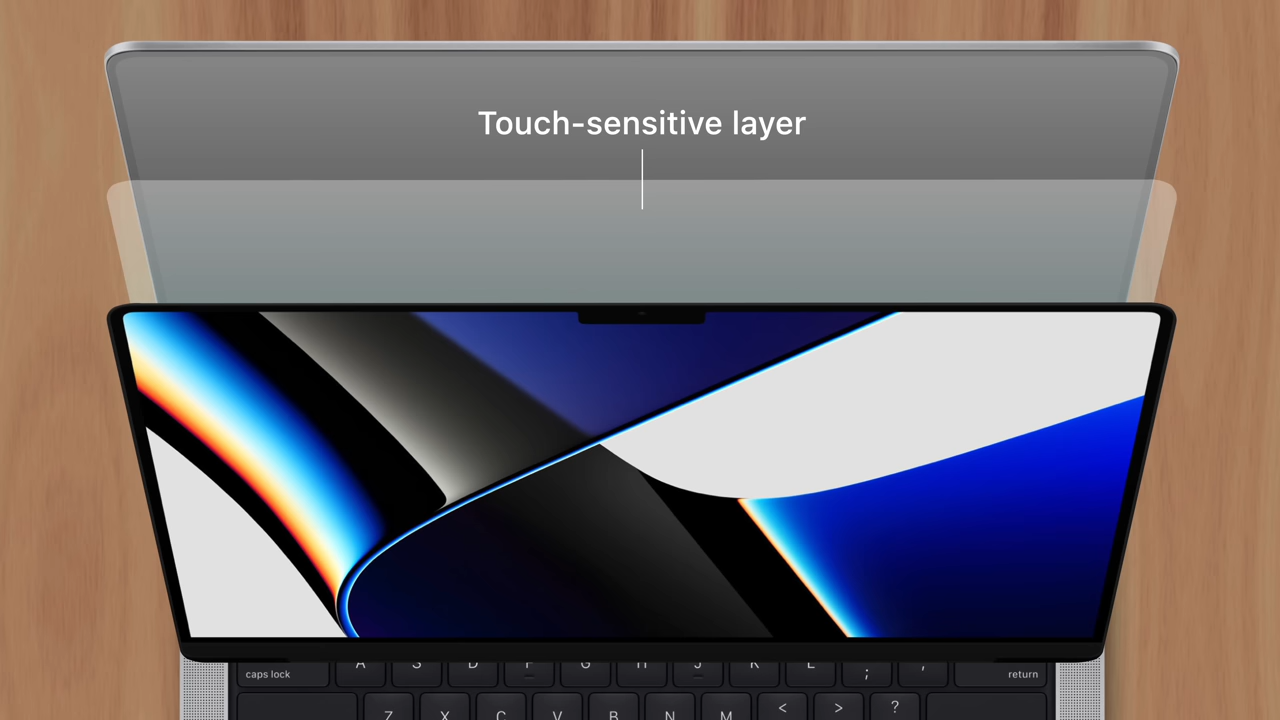 Touch-sensitive layer
caps lock A S D F G H J K L ; ' return
Z X C V B N M < > ?